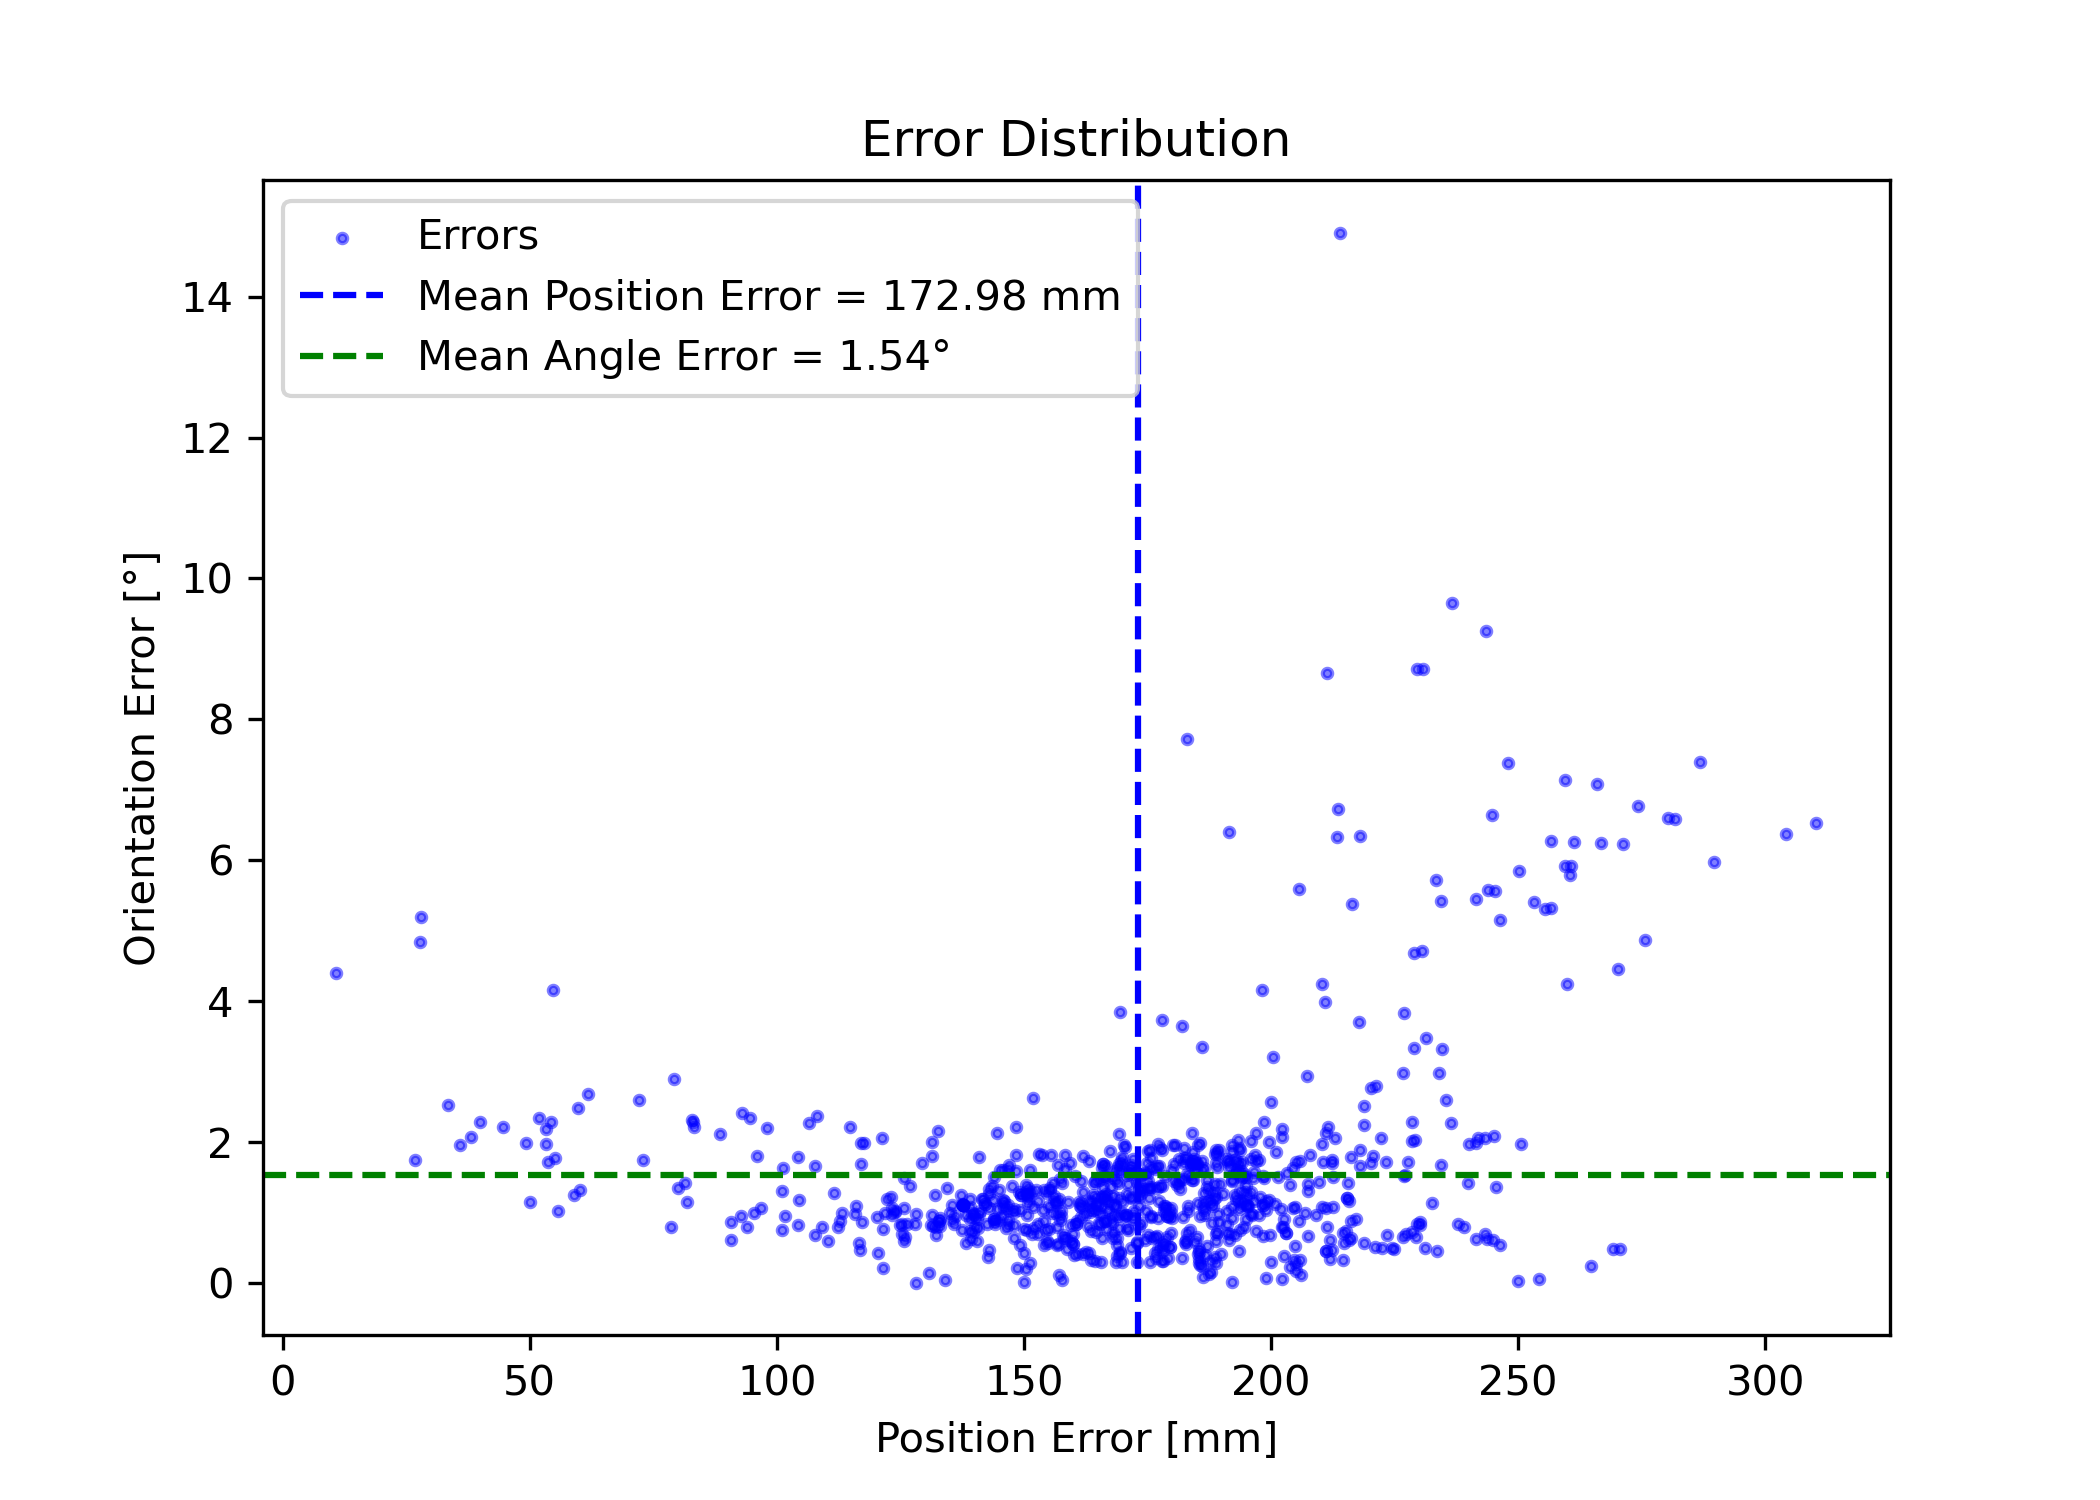 Error Distribution
Errors
Mean Position Error = 172.98 mm
Mean Angle Error = 1.54°
Orientation Error [°]
14
12
10
8
6
4
2
0
0 50 100 150 200 250 300
Position Error [mm]